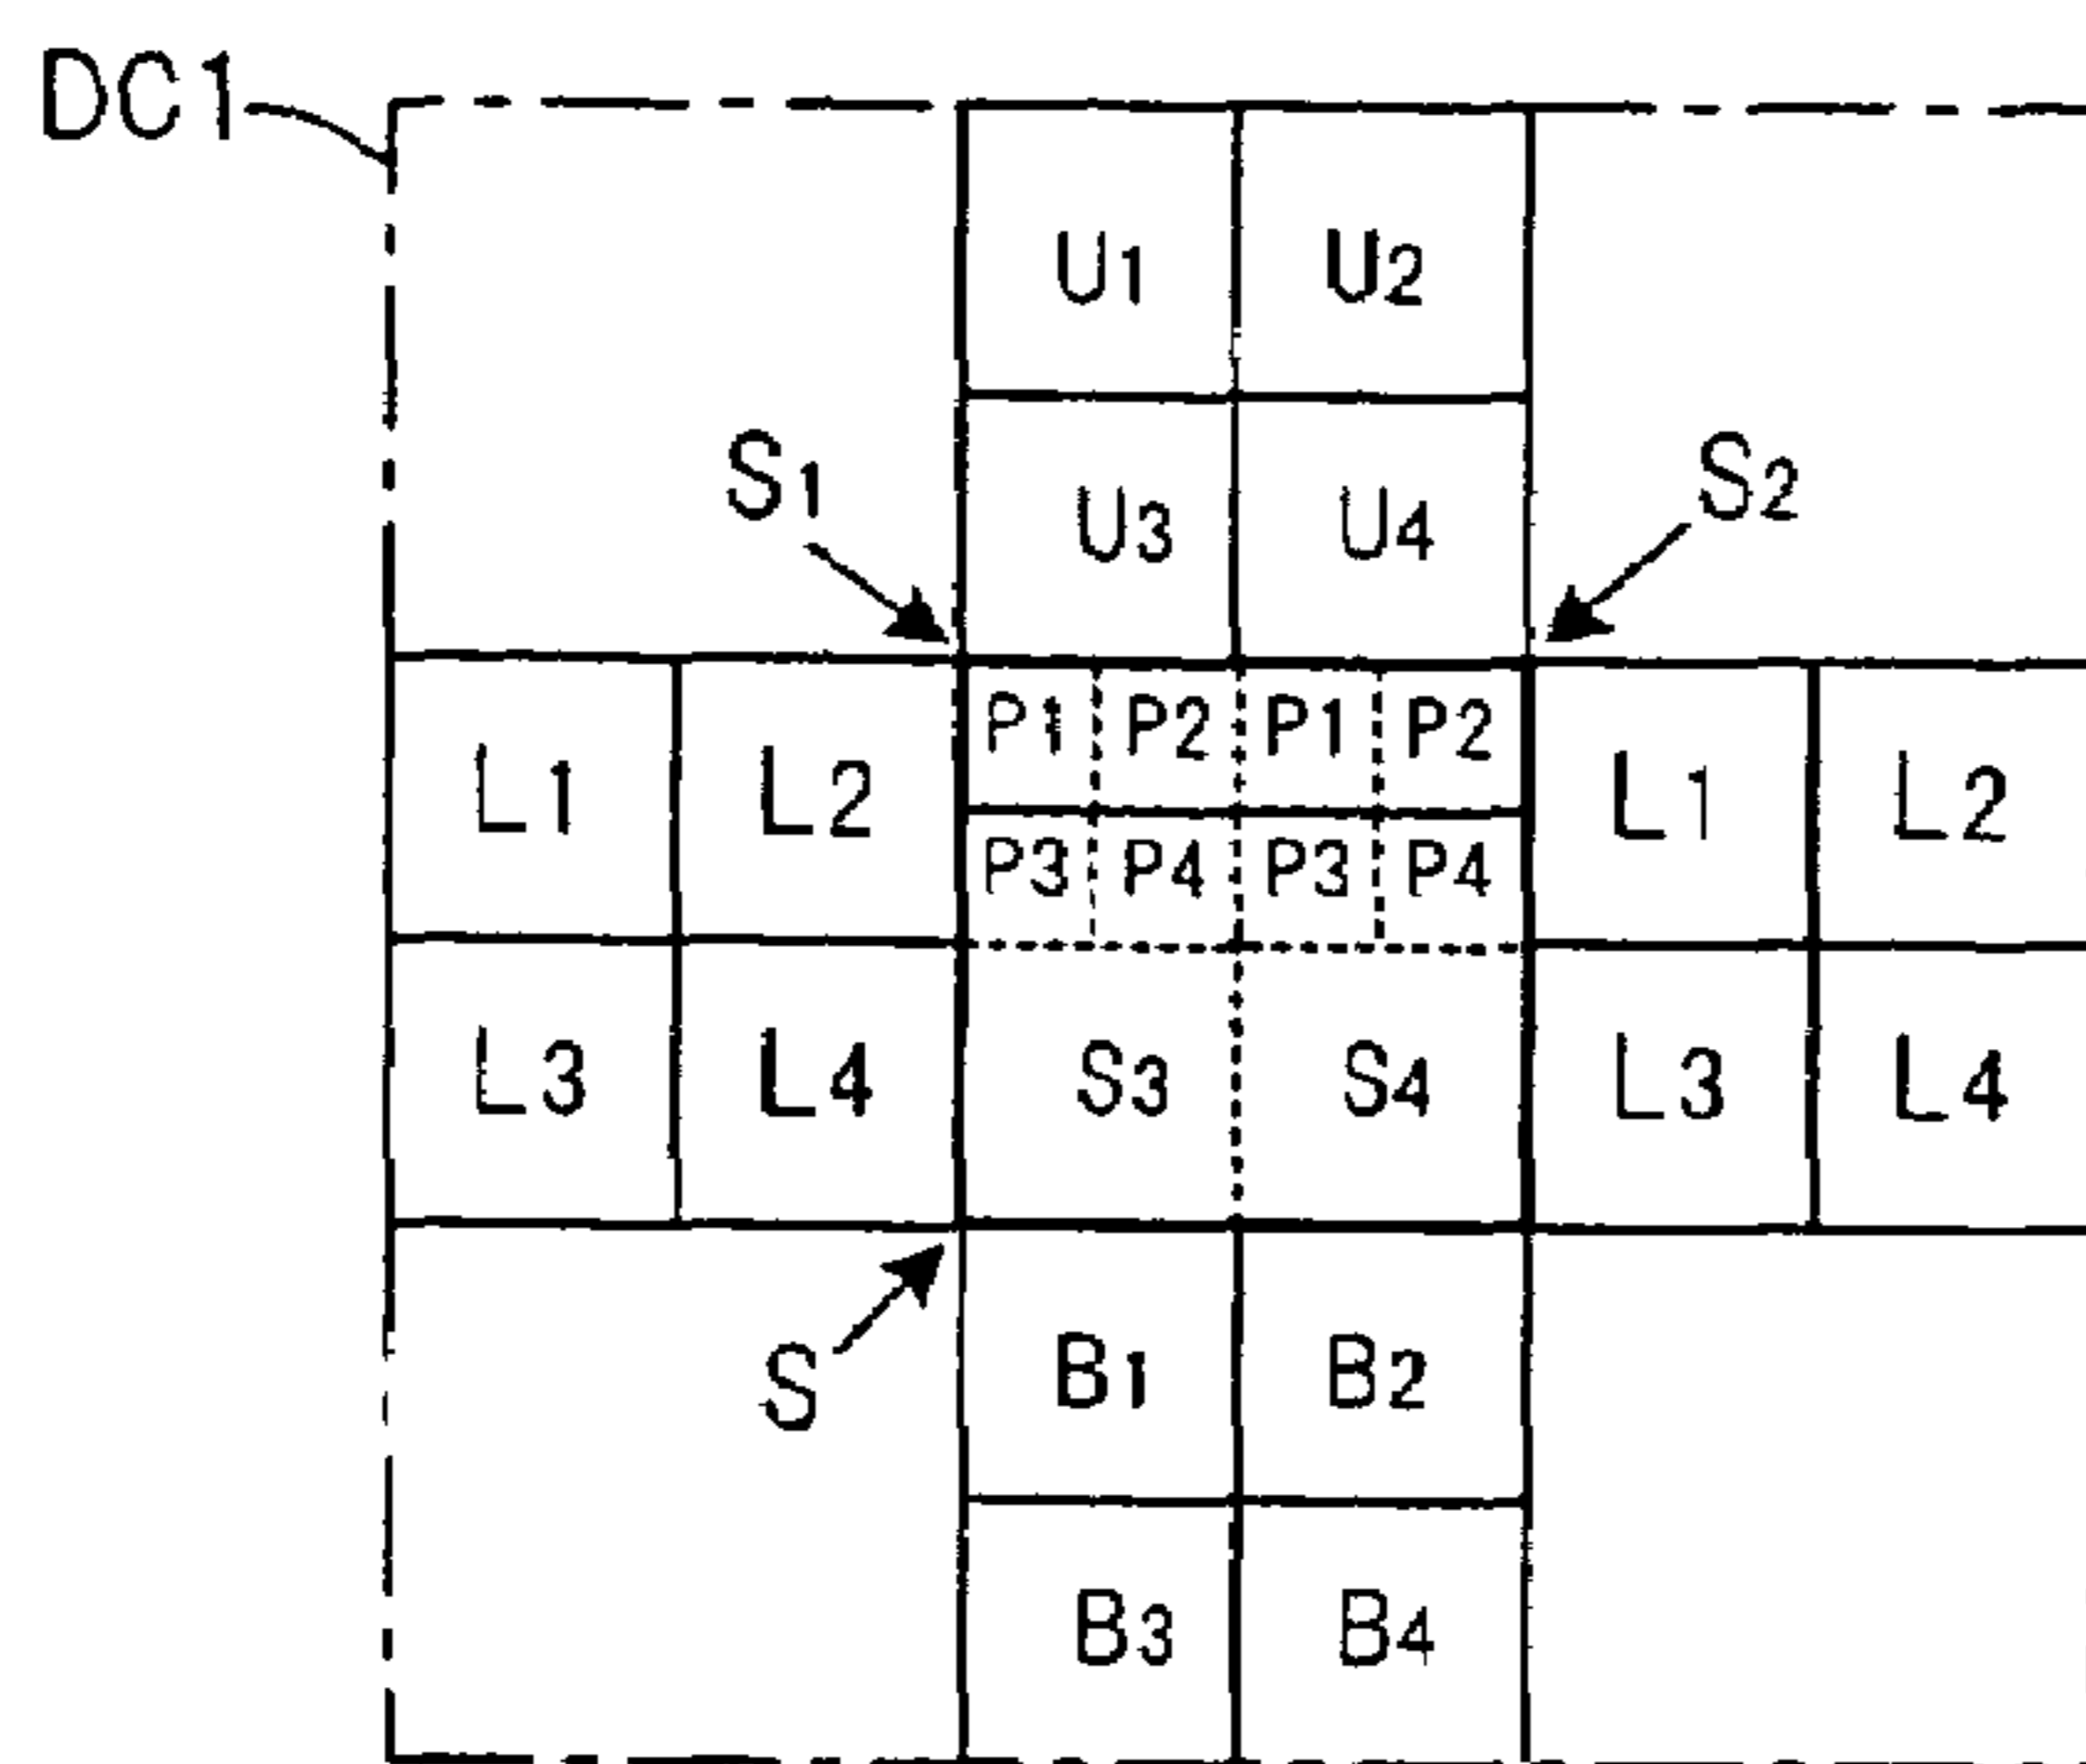 DC1
U1 U2
S1 U3 U4 S2
P1 P2 P1 P2
L1 L2 L1 L2
P3 P4 P3 P4
L3 L4 S3 S4 L3 L4
S B1 B2
B3 B4